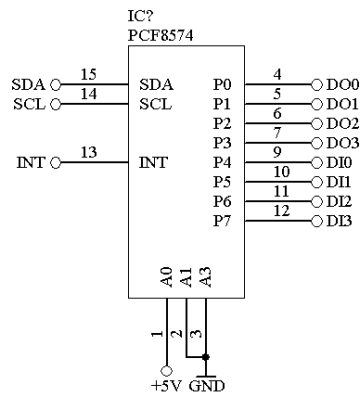 IC?
PCF8574
SDA 15 SDA P0 4 DO0
SCL 14 SCL P1 5 DO1
P2 6 DO2
P3 7 DO3
INT 13 INT P4 9 DI0
P5 10 DI1
P6 11 DI2
P7 12 DI3
A0 A1 A3
1 2 3
+5V GND